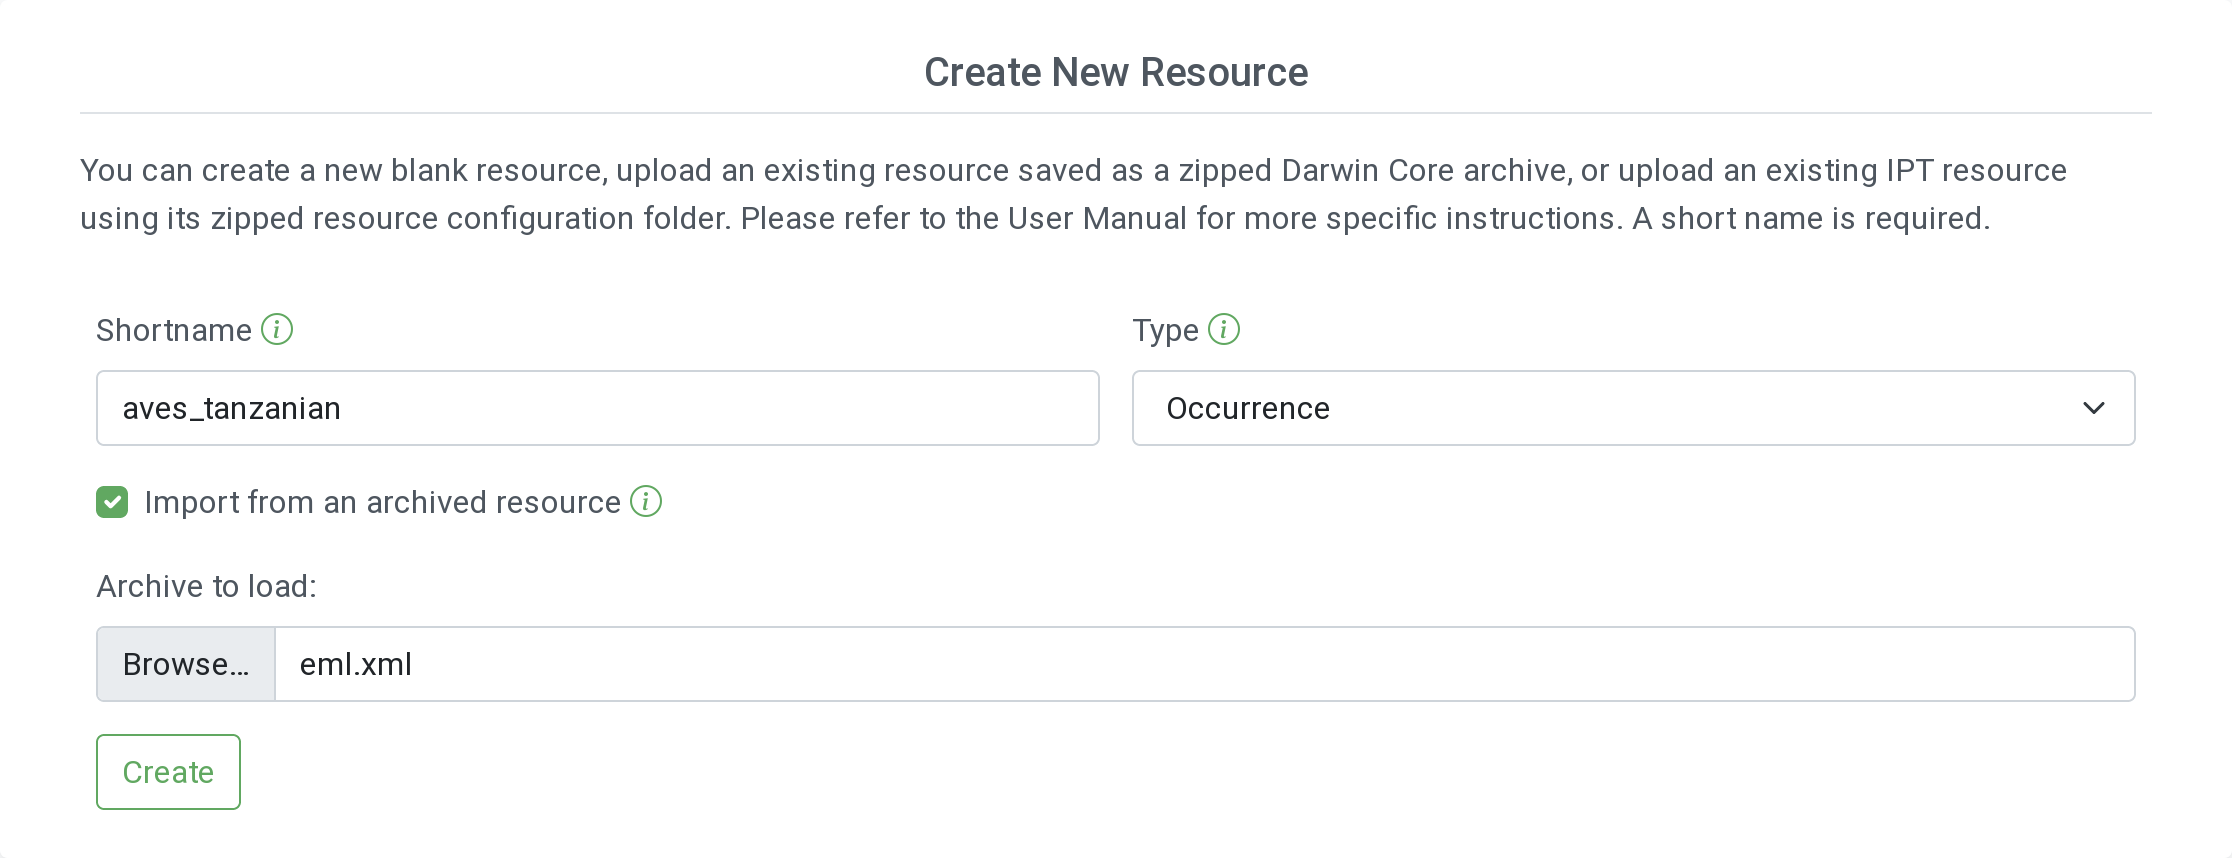 Create New Resource
You can create a new blank resource, upload an existing resource saved as a zipped Darwin Core archive, or upload an existing IPT resource
using its zipped resource configuration folder. Please refer to the User Manual for more specific instructions. A short name is required.
Shortname i
Type i
aves_tanzanian
Occurrence
Import from an archived resource i
Archive to load:
Browse... eml.xml
Create